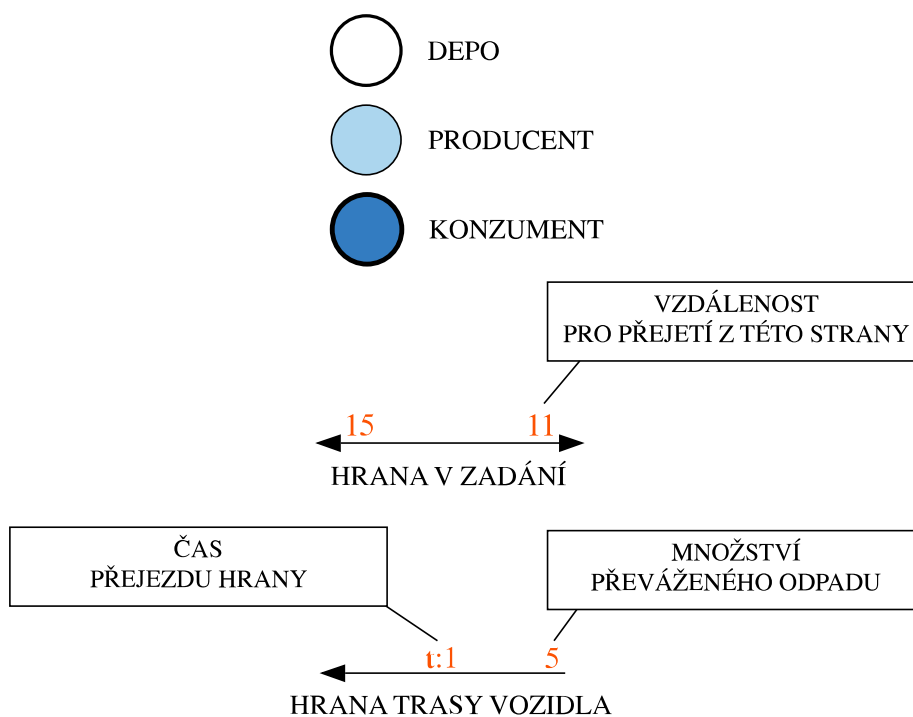 DEPO
PRODUCENT
KONZUMENT
VZDÁLENOST
PRO PŘEJETÍ Z TÉTO STRANY
15 11
HRANA V ZADÁNÍ
ČAS
PŘEJEZDU HRANY
MNOŽSTVÍ
PŘEVÁŽENÉHO ODPADU
t:1 5
HRANA TRASY VOZIDLA